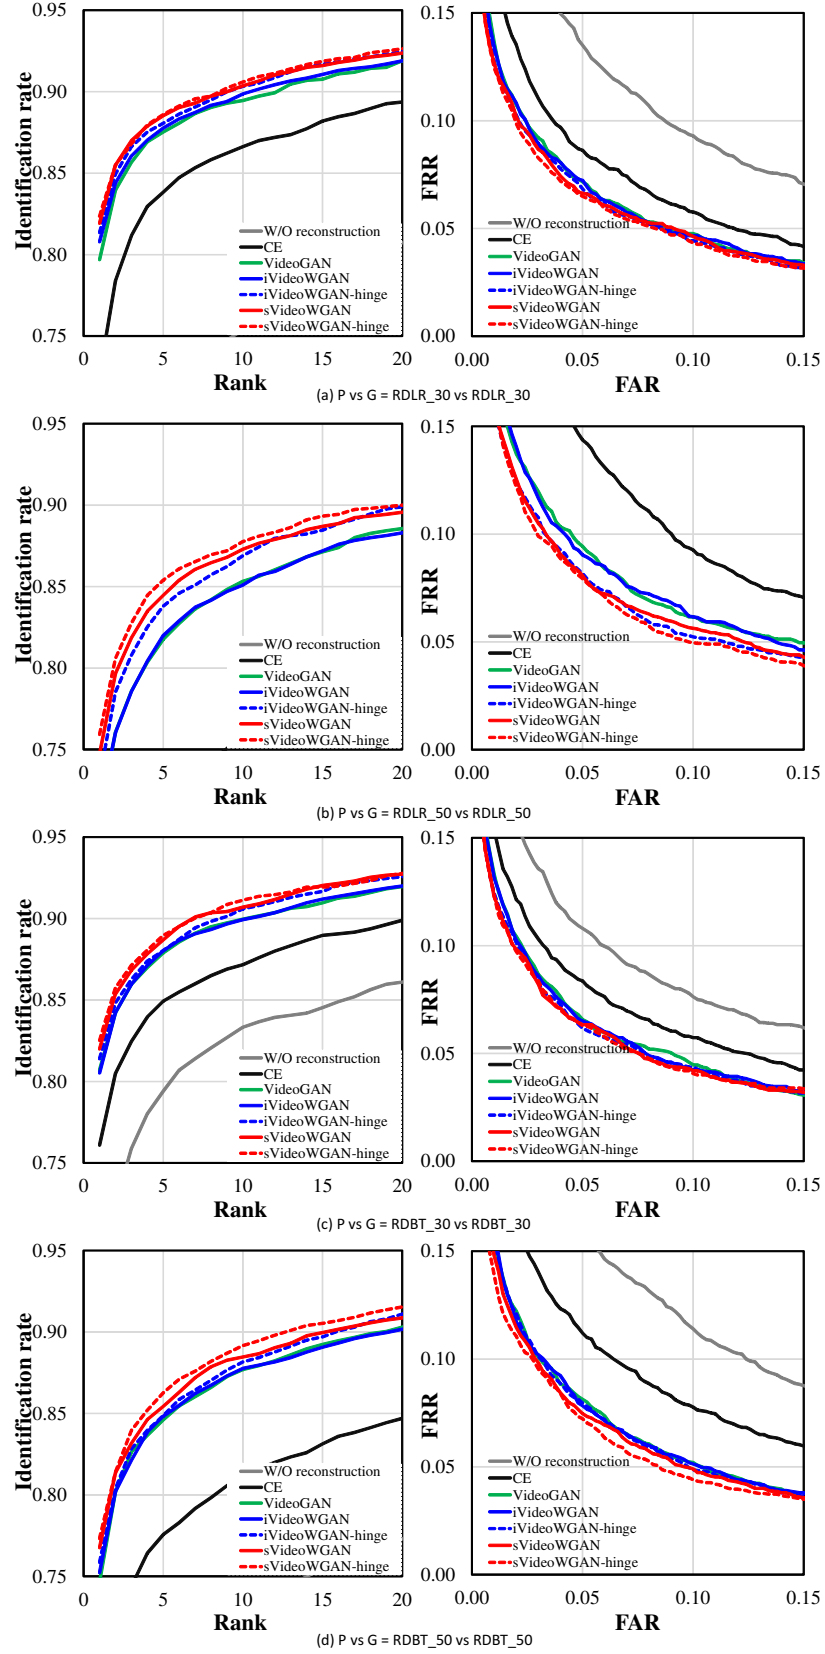 0.95
0.90
0.85
0.80
0.75
Identification rate
W/O reconstruction
CE
VideoGAN
iVideoWGAN
iVideoWGAN-hinge
sVideoWGAN
sVideoWGAN-hinge
0 5 10 15 20
Rank
0.15
0.10
0.05
0.00
FRR
W/O reconstruction
CE
VideoGAN
iVideoWGAN
iVideoWGAN-hinge
sVideoWGAN
sVideoWGAN-hinge
0.00 0.05 0.10 0.15
FAR
(a) P vs G = RDLR_30 vs RDLR_30
0.95
0.90
0.85
0.80
0.75
Identification rate
W/O reconstruction
CE
VideoGAN
iVideoWGAN
iVideoWGAN-hinge
sVideoWGAN
sVideoWGAN-hinge
0 5 10 15 20
Rank
0.15
0.10
0.05
0.00
FRR
W/O reconstruction
CE
VideoGAN
iVideoWGAN
iVideoWGAN-hinge
sVideoWGAN
sVideoWGAN-hinge
0.00 0.05 0.10 0.15
FAR
(b) P vs G = RDLR_50 vs RDLR_50
0.95
0.90
0.85
0.80
0.75
Identification rate
W/O reconstruction
CE
VideoGAN
iVideoWGAN
iVideoWGAN-hinge
sVideoWGAN
sVideoWGAN-hinge
0 5 10 15 20
Rank
0.15
0.10
0.05
0.00
FRR
W/O reconstruction
CE
VideoGAN
iVideoWGAN
iVideoWGAN-hinge
sVideoWGAN
sVideoWGAN-hinge
0.00 0.05 0.10 0.15
FAR
(c) P vs G = RDBT_30 vs RDBT_30
0.95
0.90
0.85
0.80
0.75
Identification rate
W/O reconstruction
CE
VideoGAN
iVideoWGAN
iVideoWGAN-hinge
sVideoWGAN
sVideoWGAN-hinge
0 5 10 15 20
Rank
0.15
0.10
0.05
0.00
FRR
W/O reconstruction
CE
VideoGAN
iVideoWGAN
iVideoWGAN-hinge
sVideoWGAN
sVideoWGAN-hinge
0.00 0.05 0.10 0.15
FAR
(d) P vs G = RDBT_50 vs RDBT_50